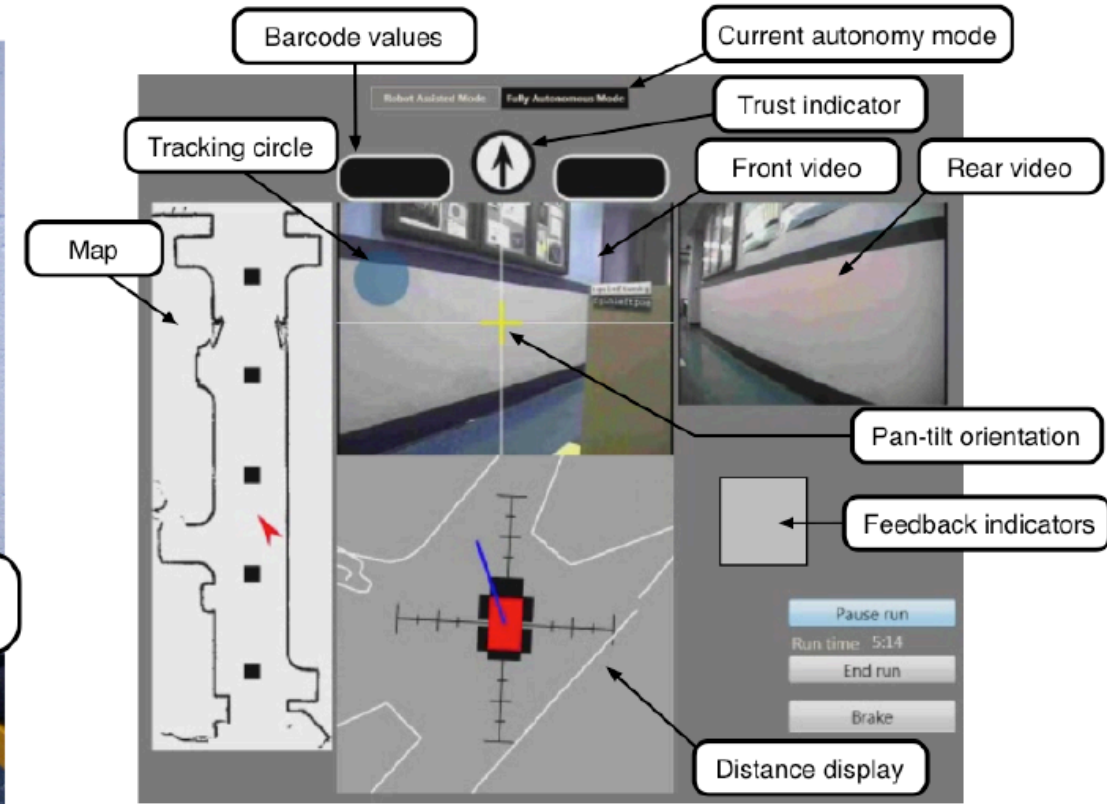 Barcode values
Current autonomy mode
Robot Assisted Mode
Fully Autonomous Mode
Trust indicator
Tracking circle
Front video
Rear video
Map
Pan-tilt orientation
Feedback indicators
Pause run
Run time 5:14
End run
Brake
Distance display